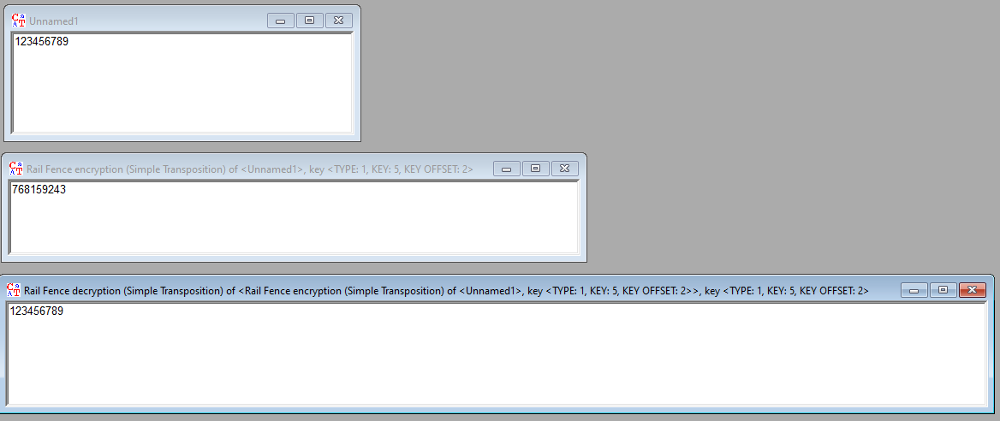 Unnamed1
123456789
Rail Fence encryption (Simple Transposition) of <Unnamed1>, key <TYPE: 1, KEY: 5, KEY OFFSET: 2>
768159243
Rail Fence decryption (Simple Transposition) of <Rail Fence encryption (Simple Transposition) of <Unnamed1>, key <TYPE: 1, KEY: 5, KEY OFFSET: 2>>, key <TYPE: 1, KEY: 5, KEY OFFSET: 2>
123456789